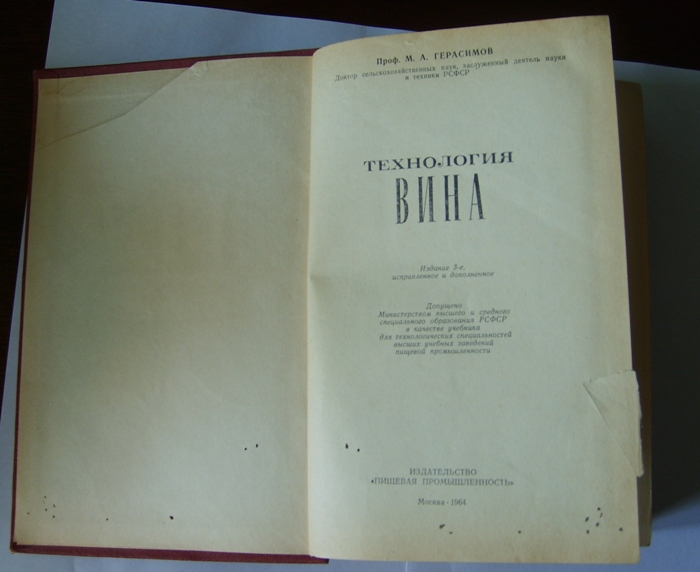 Проф. М. А. ГЕРАСИМОВ
Доктор сельскохозяйственных наук, заслуженный деятель науки
и техники РСФСР
ТЕХНОЛОГИЯ
ВИНА
Издание 3-е,
исправленное и дополненное
Допущено
Министерством высшего и среднего
специального образования РСФСР
в качестве учебника
для технологических специальностей
высших учебных заведений
пищевой промышленности
ИЗДАТЕЛЬСТВО
«ПИЩЕВАЯ ПРОМЫШЛЕННОСТЬ»
Москва · 1964